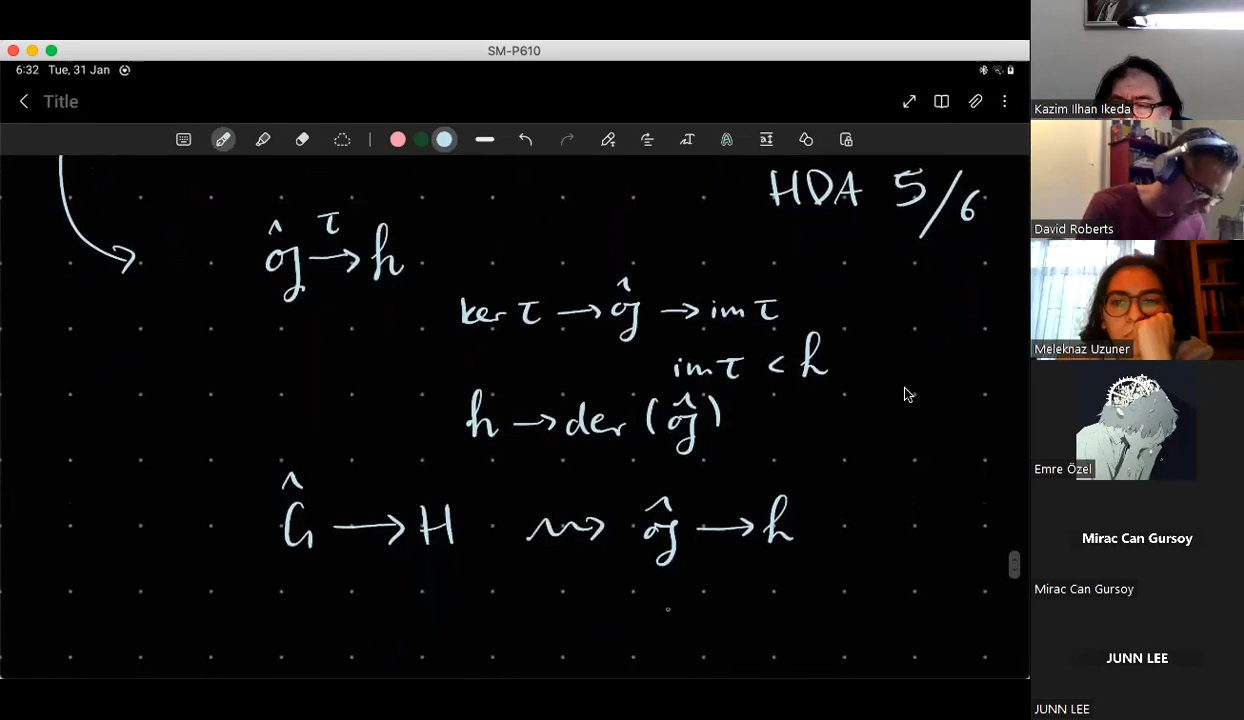 SM-P610
6:32 Tue, 31 Jan
Title
HDA 5/6
ĝ →^τ h
ker τ → ĝ → im τ
im τ < h
h → der (ĝ)
Ĝ → H ⇝ ĝ → h
Kazim Ilhan Ikeda
David Roberts
Meleknaz Uzuner
Emre Özel
Mirac Can Gursoy
Mirac Can Gursoy
JUNN LEE
JUNN LEE